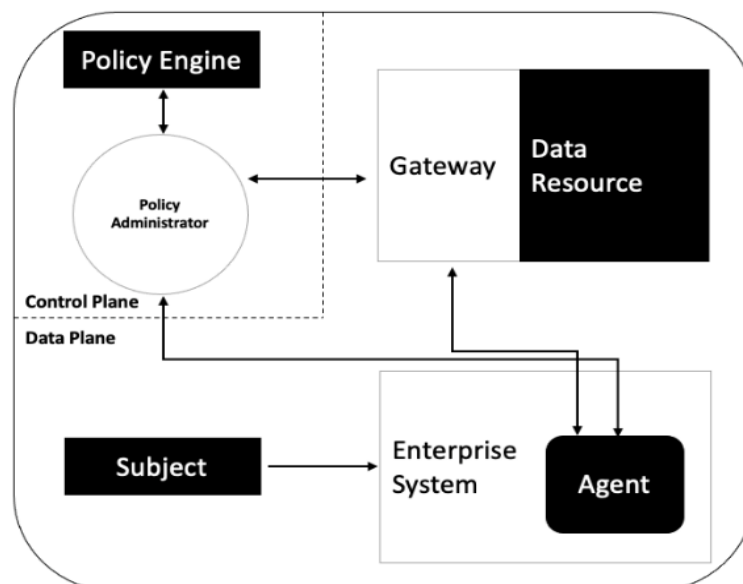 Policy Engine
Policy
Administrator
Control Plane
Data Plane
Gateway
Data
Resource
Subject
Enterprise
System
Agent